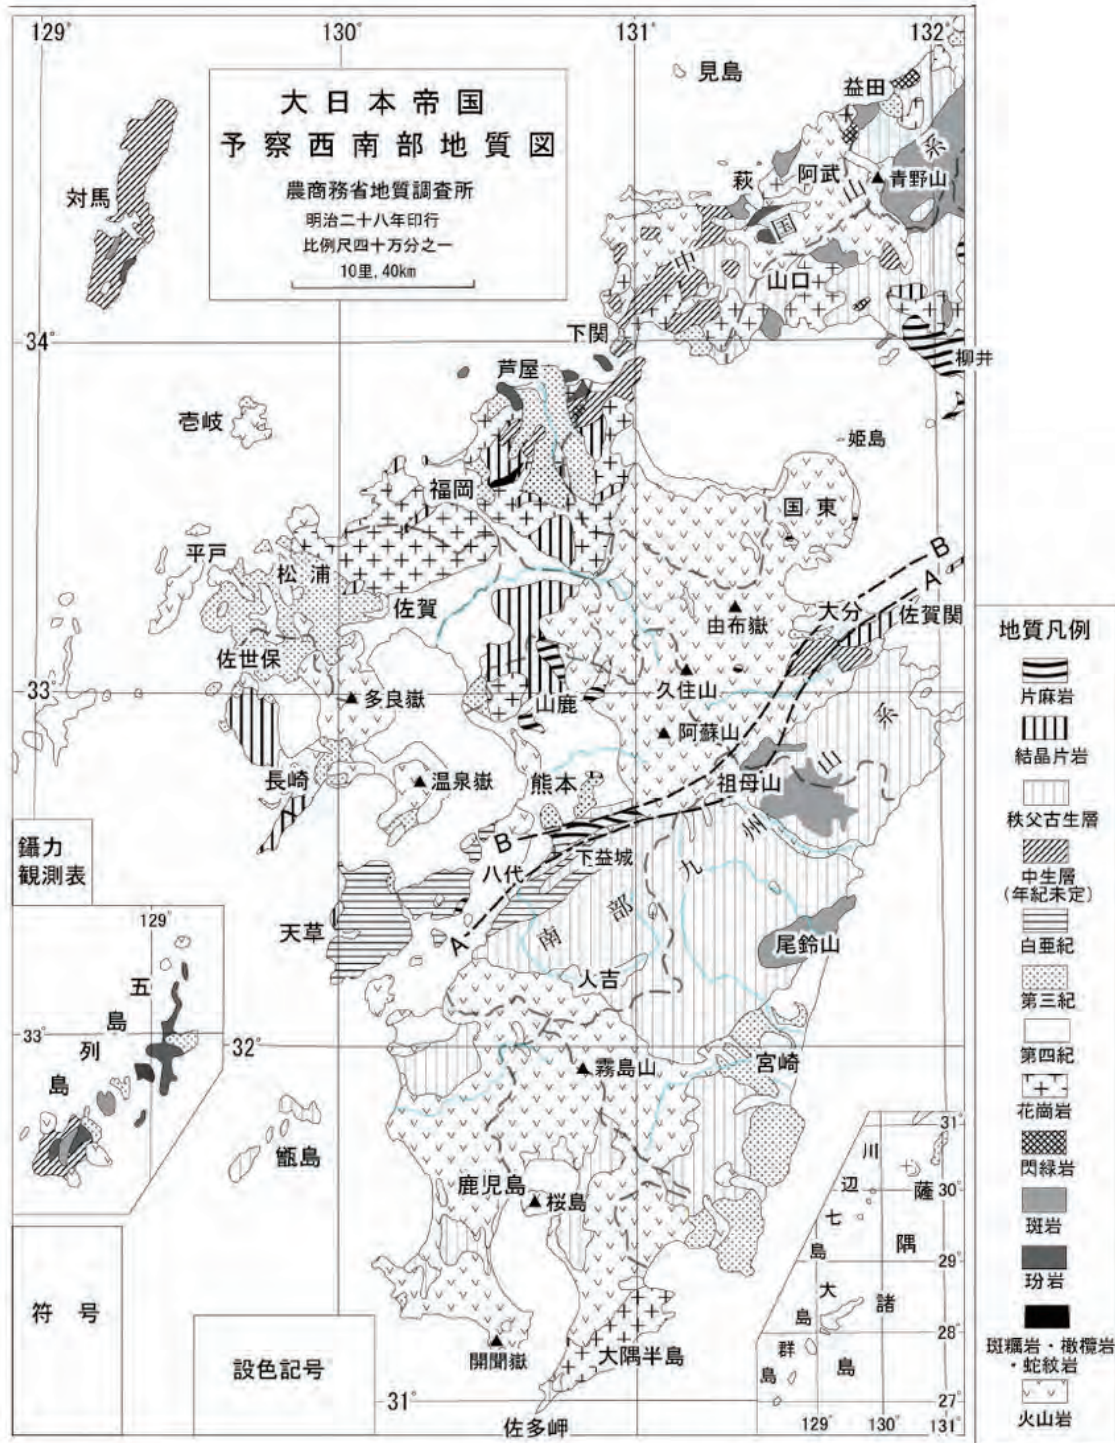 129°
130°
131°
132°
大日本帝国
予察西南部地質図
農商務省地質調査所
明治二十八年印行
比例尺四十万分之一
10里, 40km
見島
益田
対馬
萩
阿武
青野山
中国山系
山口
34°
下関
柳井
芦屋
壱岐
姫島
福岡
国東
平戸
松浦
B
A
佐賀
大分
佐賀関
由布嶽
佐世保
33°
多良嶽
山鹿
久住山
阿蘇山
長崎
温泉嶽
熊本
祖母山
南部九州山系
B
下益城
八代
A
天草
尾鈴山
人吉
鑷力
観測表
129°
五島列島
33°
32°
宮崎
霧島山
甑島
鹿児島
桜島
符号
設色記号
開聞嶽
大隅半島
31°
佐多岬
川辺七島
薩隅諸島
大島群島
31°
30°
29°
28°
27°
129°
130°
131°
地質凡例
片麻岩
結晶片岩
秩父古生層
中生層
(年紀未定)
白亜紀
第三紀
第四紀
花崗岩
閃緑岩
斑岩
玢岩
斑糲岩・橄欖岩
・蛇紋岩
火山岩